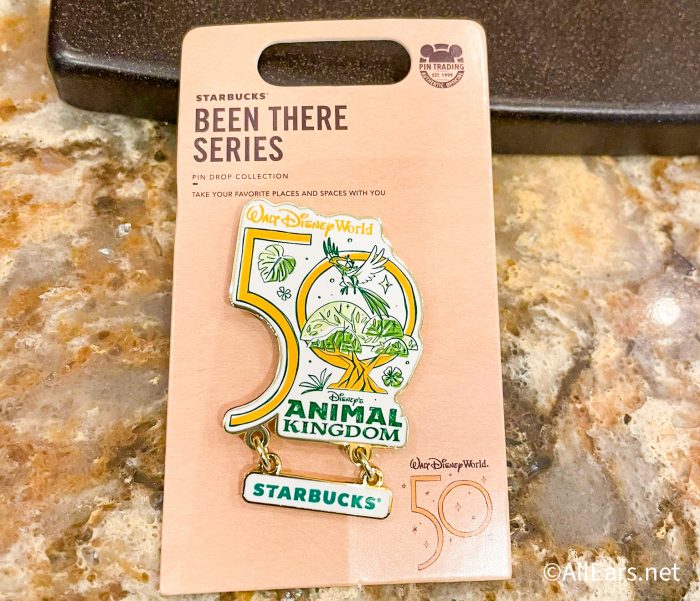 PIN TRADING
EST. 1999
AUTHENTIC OFFICIAL
STARBUCKS®
BEEN THERE
SERIES
PIN DROP COLLECTION
TAKE YOUR FAVORITE PLACES AND SPACES WITH YOU
WALT DISNEY World
50
DISNEY'S
ANIMAL
KINGDOM
STARBUCKS®
WALT DISNEY World.
50
©AllEars.net